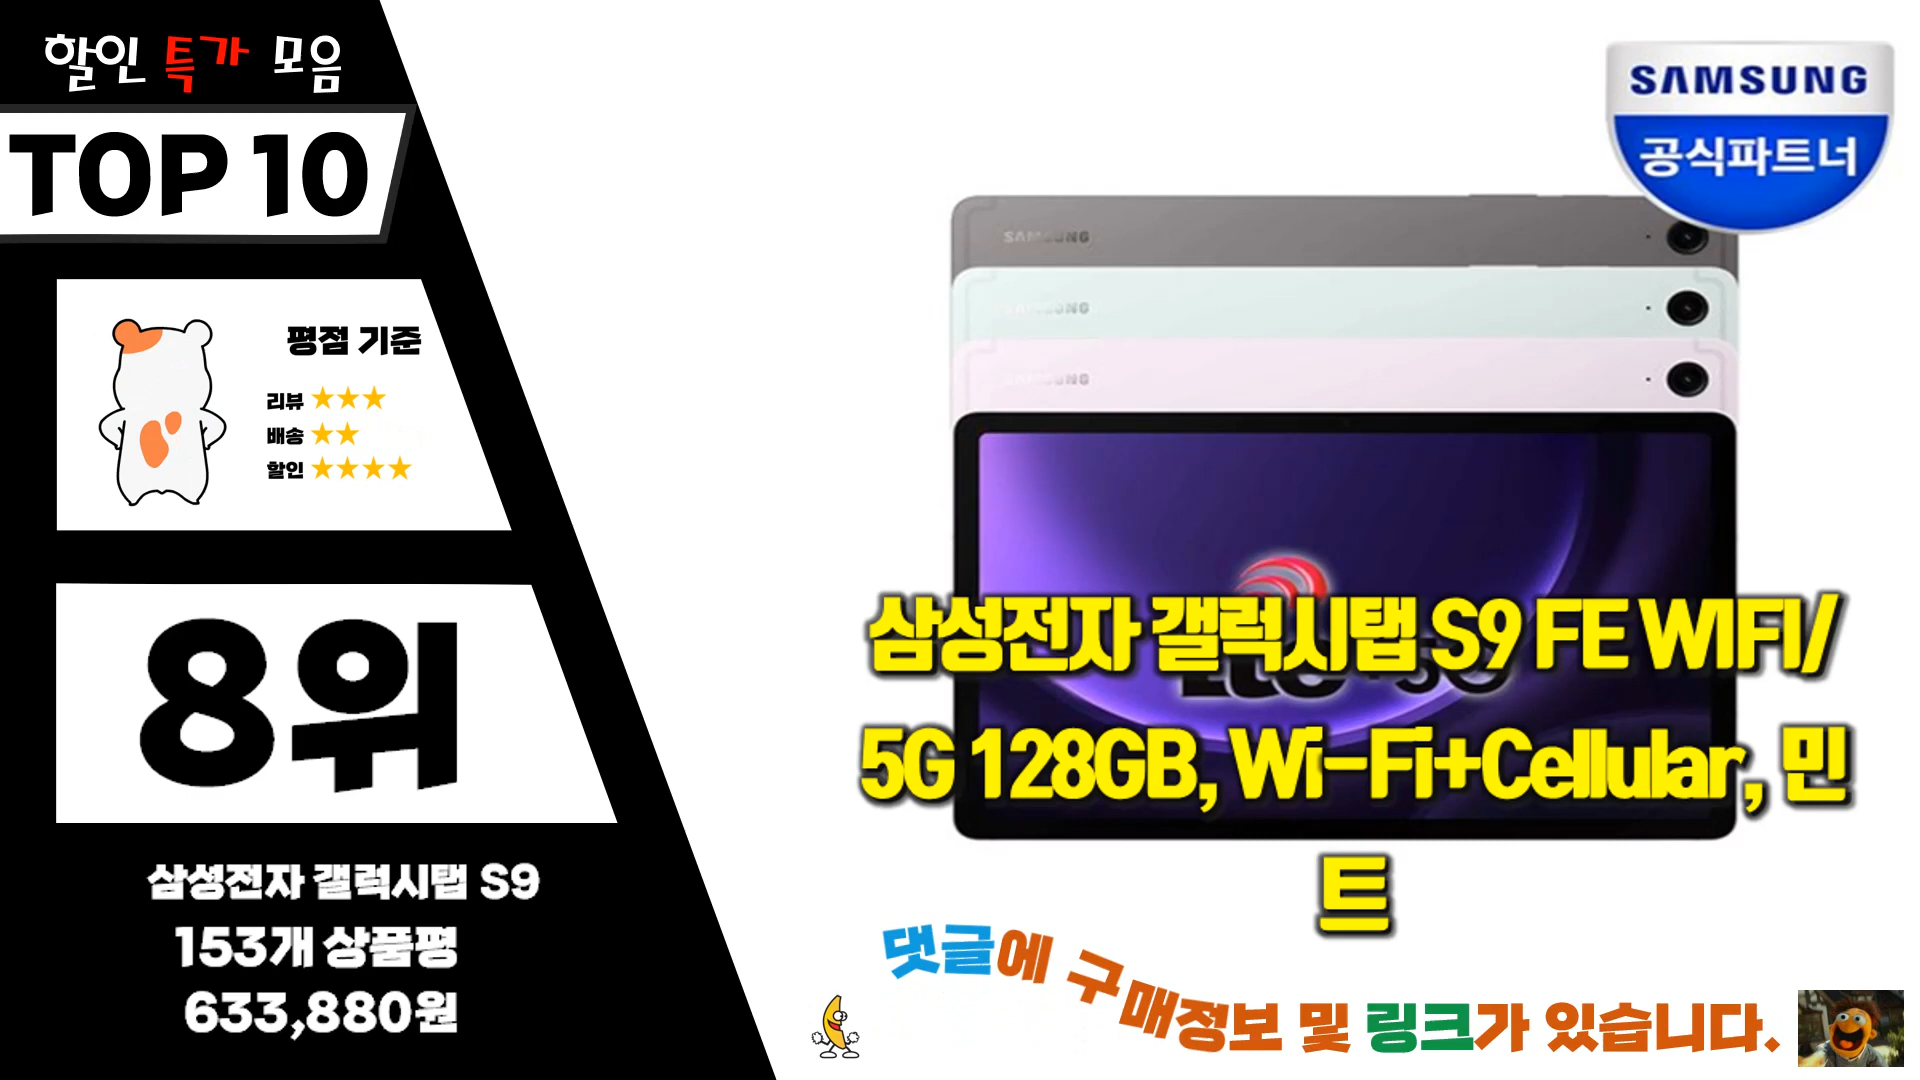 할인 특가 모음
TOP 10
평점 기준
리뷰 ★★★
배송 ★★
할인 ★★★★
8위
삼성전자 갤럭시탭 S9
153개 상품평
633,880원
SAMSUNG
공식파트너
SAMSUNG
SAMSUNG
SAMSUNG
삼성전자 갤럭시탭 S9 FE WIFI/
5G 128GB, Wi-Fi+Cellular, 민
트
댓글에 구매정보 및 링크가 있습니다.